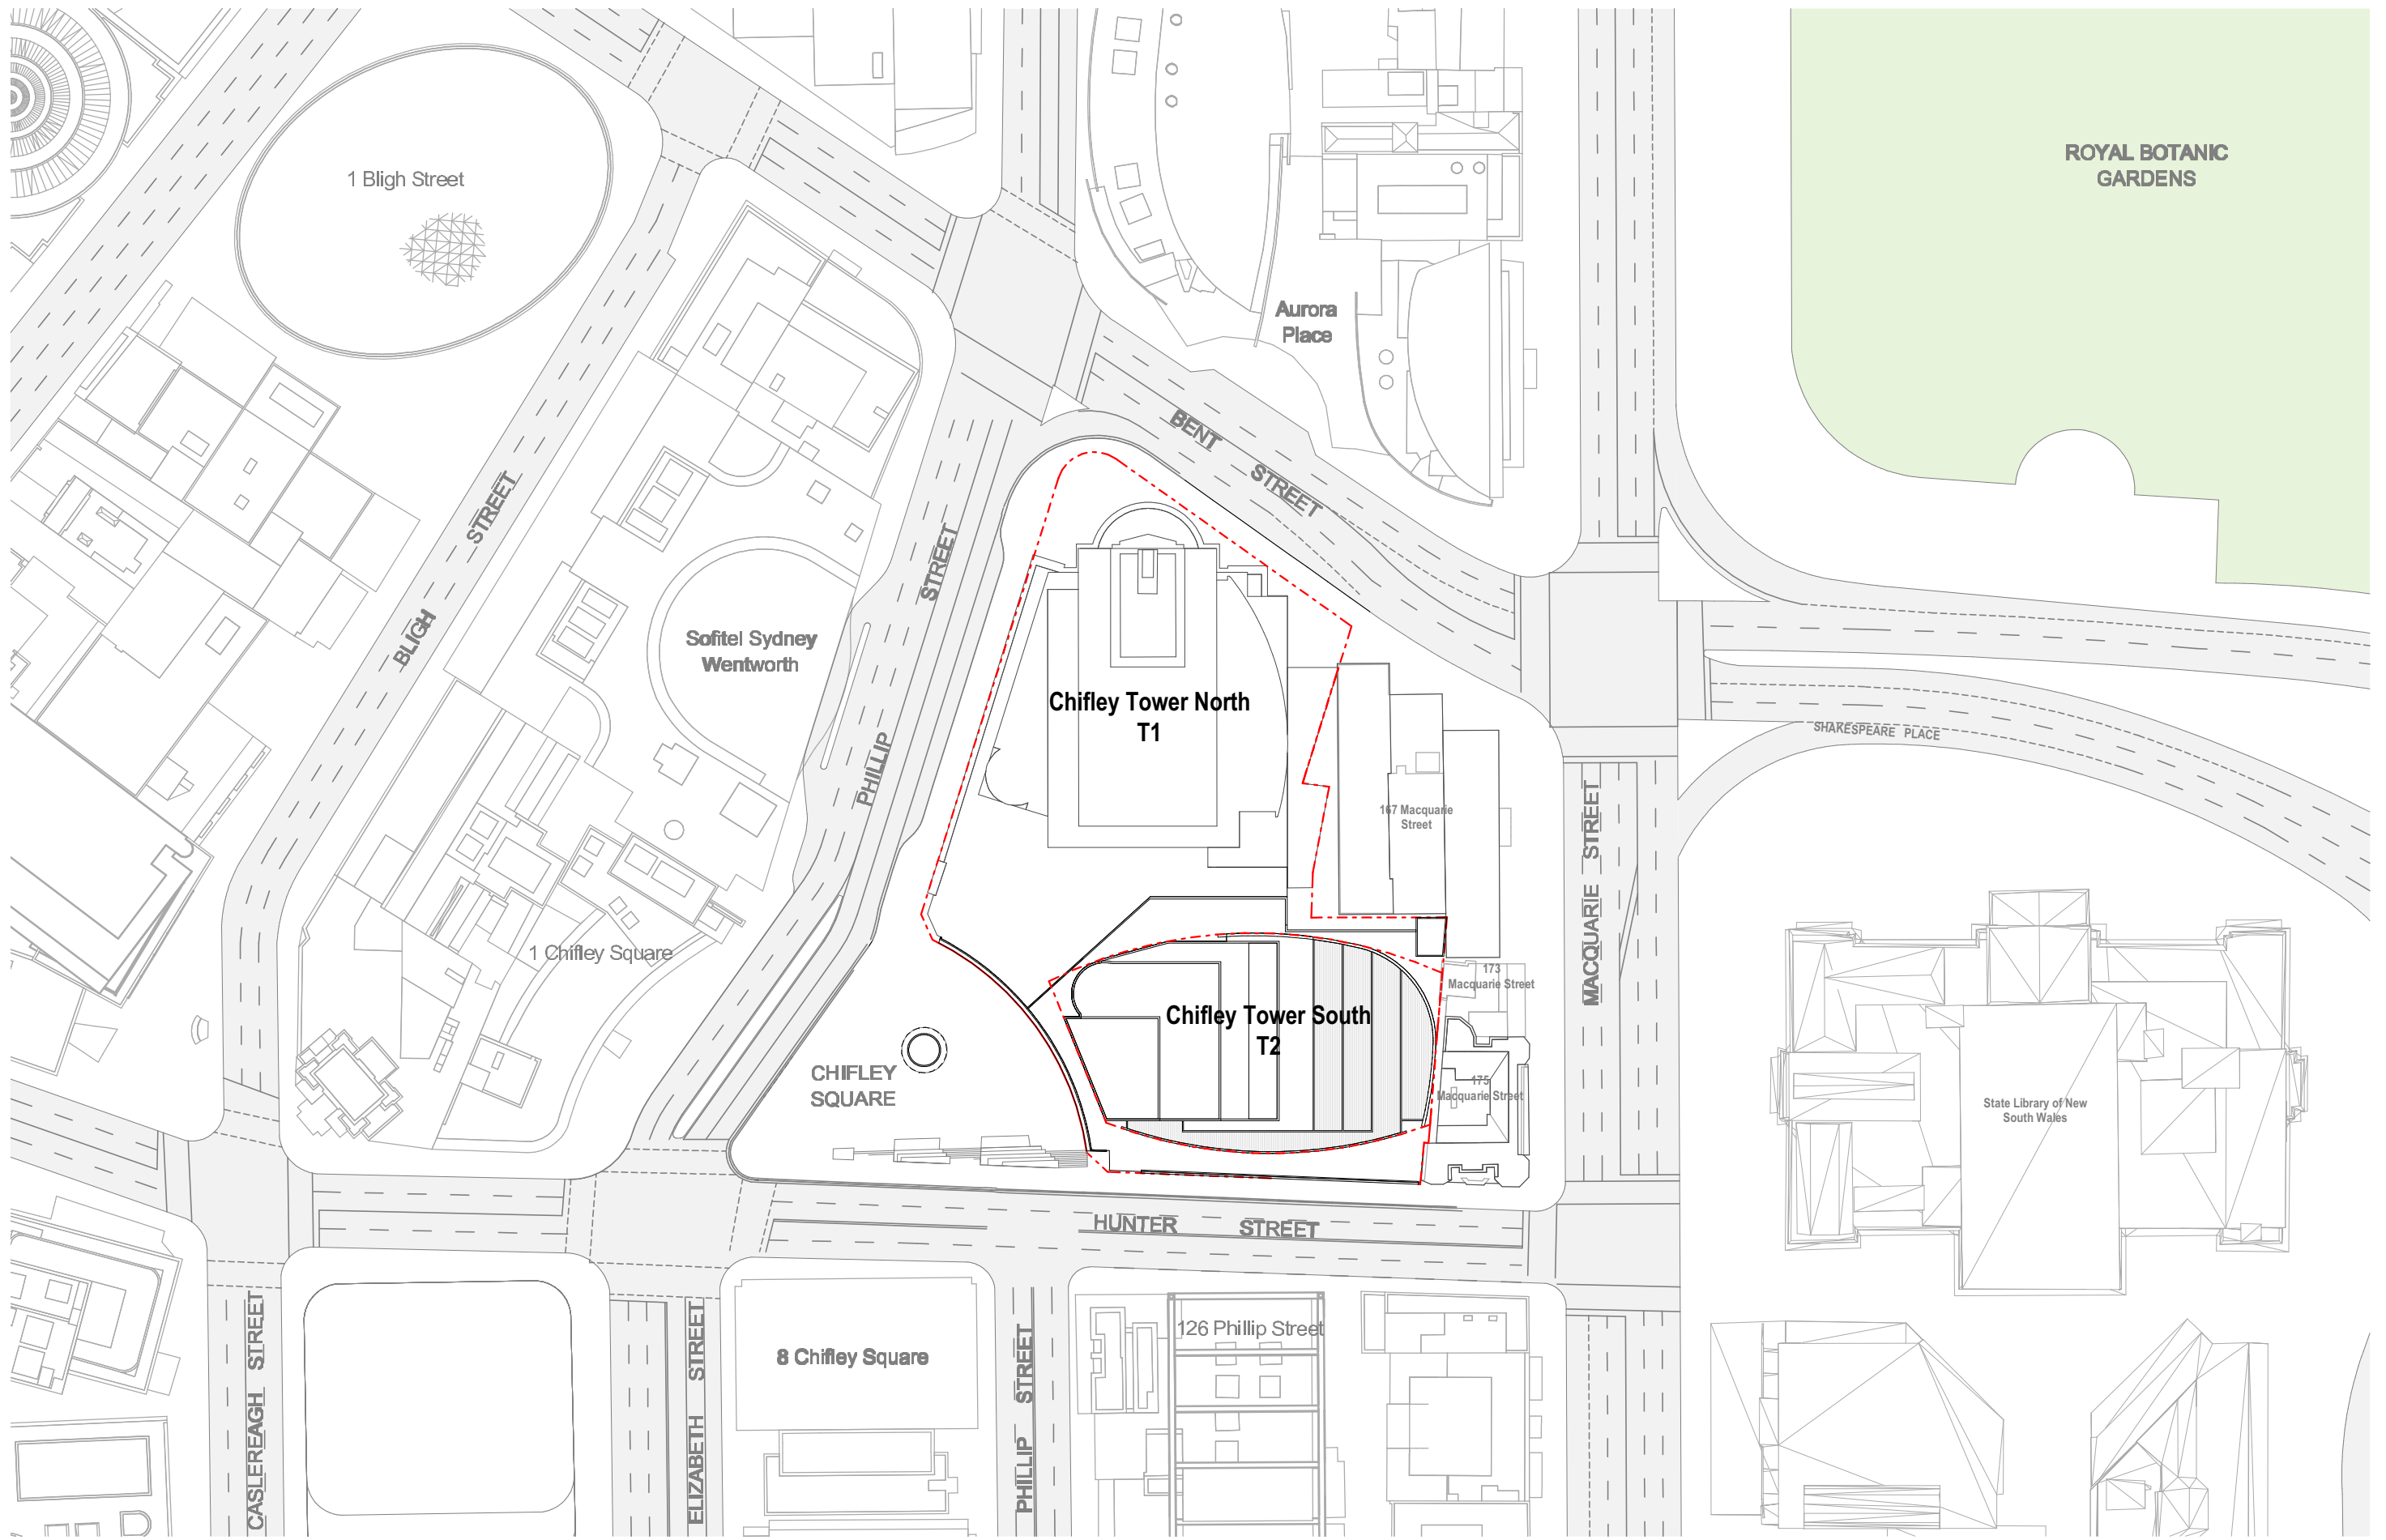 1 Bligh Street
ROYAL BOTANIC
GARDENS
Aurora
Place
BENT STREET
BLIGH STREET
PHILLIP STREET
Sofitel Sydney
Wentworth
Chifley Tower North
T1
SHAKESPEARE PLACE
167 Macquarie
Street
MACQUARIE STREET
1 Chifley Square
173
Macquarie Street
Chifley Tower South
T2
CHIFLEY
SQUARE
175
Macquarie Street
State Library of New
South Wales
HUNTER STREET
126 Phillip Street
8 Chifley Square
CASLEREAGH STREET
ELIZABETH STREET
PHILLIP STREET